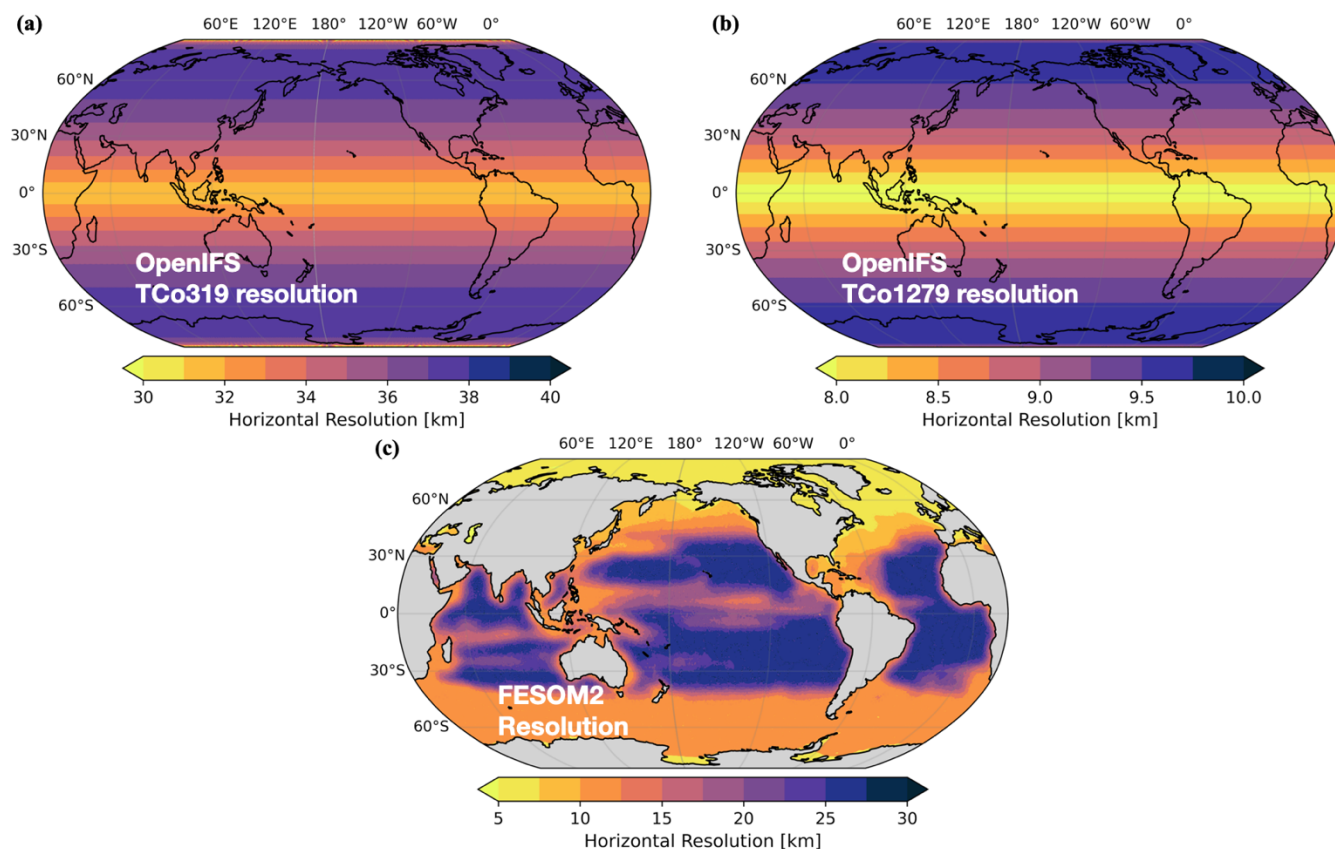 (a)
60°E 120°E 180° 120°W 60°W 0°
60°N
30°N
0°
30°S
60°S
OpenIFS
TCo319 resolution
30 32 34 36 38 40
Horizontal Resolution [km]
(b)
60°E 120°E 180° 120°W 60°W 0°
60°N
30°N
0°
30°S
60°S
OpenIFS
TCo1279 resolution
8.0 8.5 9.0 9.5 10.0
Horizontal Resolution [km]
(c)
60°E 120°E 180° 120°W 60°W 0°
60°N
30°N
0°
30°S
60°S
FESOM2
Resolution
5 10 15 20 25 30
Horizontal Resolution [km]